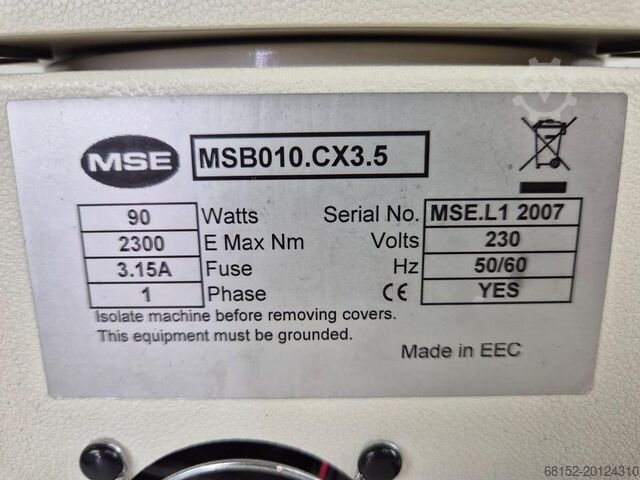 MSE MSB010.CX3.5
90 Watts Serial No. MSE.L1 2007
2300 E Max Nm Volts 230
3.15A Fuse Hz 50/60
1 Phase CE YES
Isolate machine before removing covers.
This equipment must be grounded.
Made in EEC
68152-20124310